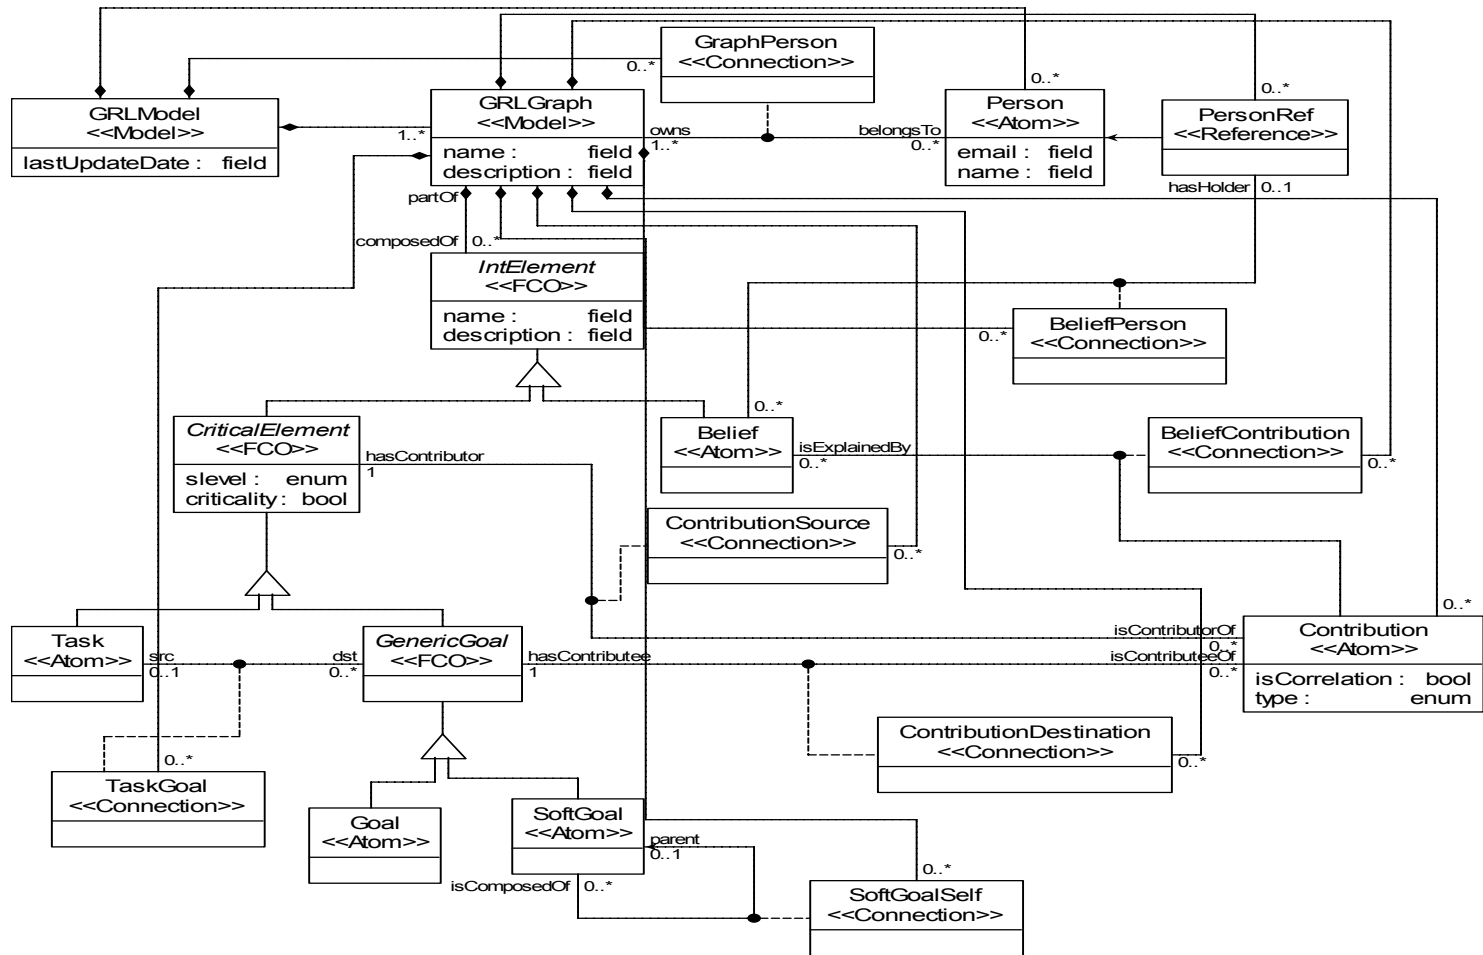 GraphPerson
<<Connection>>
0..*
GRLModel
<<Model>>
lastUpdateDate : field
1..*
GRLGraph
<<Model>>
name : field
description : field
owns
1..*
belongsTo
0..*
0..*
Person
<<Atom>>
email : field
name : field
0..*
PersonRef
<<Reference>>
hasHolder 0..1
partOf
composedOf 0..*
IntElement
<<FCO>>
name : field
description : field
BeliefPerson
<<Connection>>
0..*
CriticalElement
<<FCO>>
slevel : enum
criticality : bool
hasContributor
1
0..*
Belief
<<Atom>>
isExplainedBy
0..*
BeliefContribution
<<Connection>>
0..*
ContributionSource
<<Connection>>
0..*
Task
<<Atom>>
src
0..1
dst
0..*
GenericGoal
<<FCO>>
hasContributee
1
isContributorOf
0..*
isContributeeOf
0..*
0..*
Contribution
<<Atom>>
isCorrelation : bool
type : enum
ContributionDestination
<<Connection>>
0..*
0..*
TaskGoal
<<Connection>>
Goal
<<Atom>>
SoftGoal
<<Atom>>
parent
0..1
isComposedOf 0..*
0..*
SoftGoalSelf
<<Connection>>